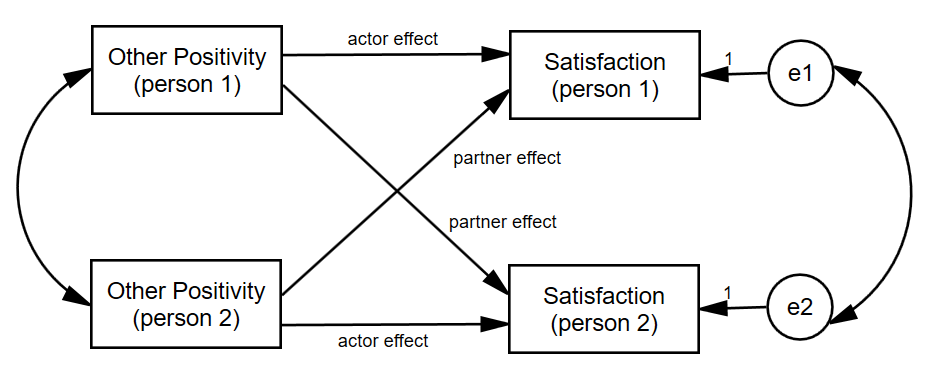 actor effect
Other Positivity
(person 1)
Satisfaction
(person 1)
1
e1
partner effect
partner effect
Other Positivity
(person 2)
Satisfaction
(person 2)
1
e2
actor effect